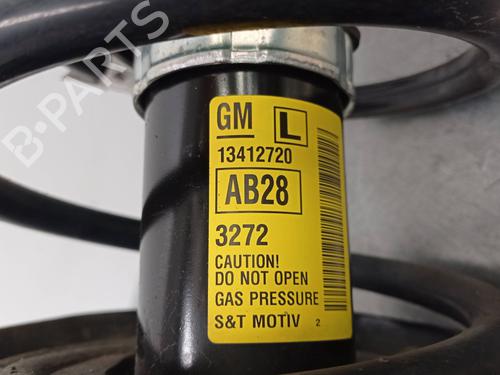 B-PARTS
GM L
13412720
AB28
3272
CAUTION!
DO NOT OPEN
GAS PRESSURE
S&T MOTIV 2